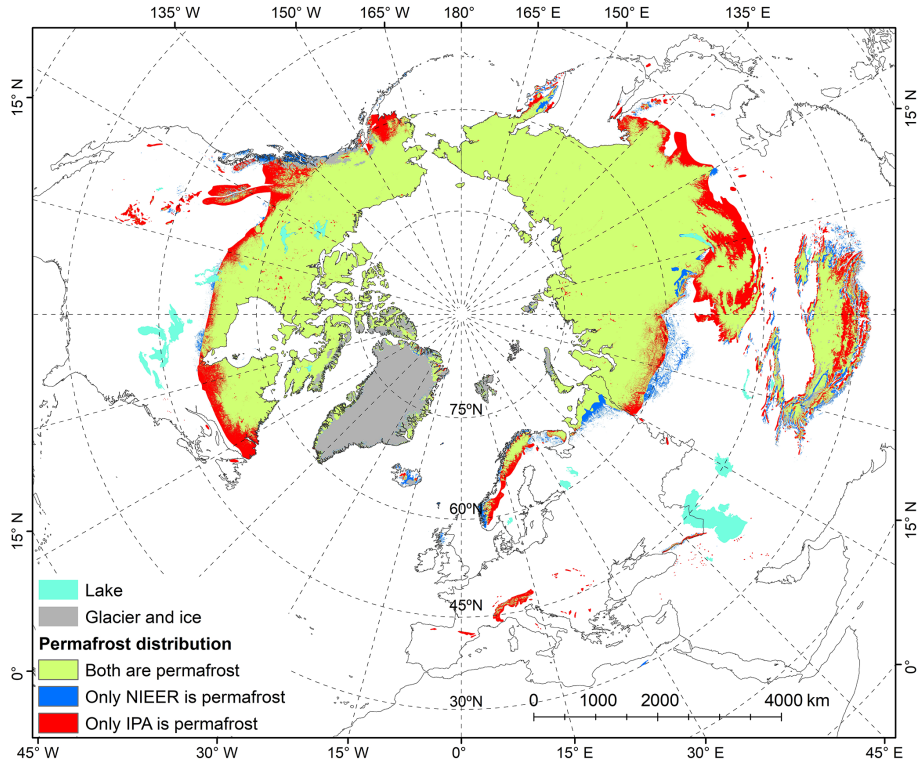 135° W 150° W 165° W 180° 165° E 150° E 135° E
15° N 15° N
75°N
60°N
15° N 15° N
Lake
45°N
Glacier and ice
Permafrost distribution
Both are permafrost
0° 0°
Only NIEER is permafrost
30°N 0 1000 2000 4000 km
Only IPA is permafrost
45° W 30° W 15° W 0° 15° E 30° E 45° E